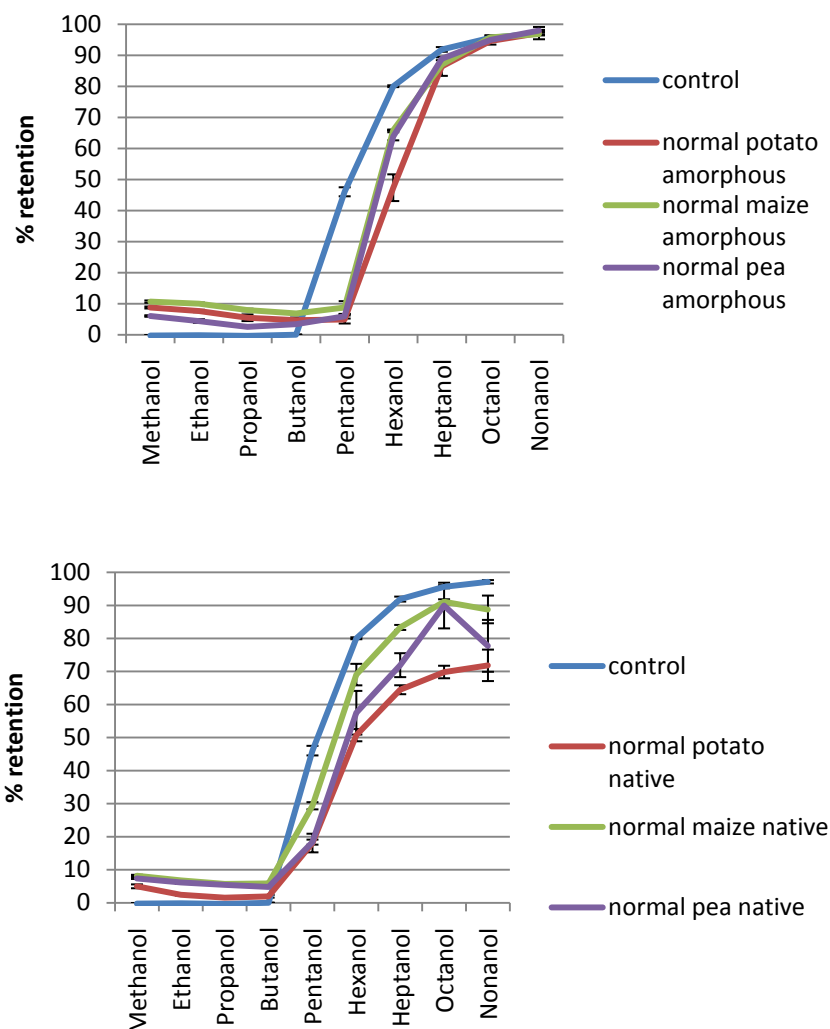 100
90
80
70
60
50
40
30
20
10
0
% retention
Methanol
Ethanol
Propanol
Butanol
Pentanol
Hexanol
Heptanol
Octanol
Nonanol
control
normal potato
amorphous
normal maize
amorphous
normal pea
amorphous
100
90
80
70
60
50
40
30
20
10
0
% retention
Methanol
Ethanol
Propanol
Butanol
Pentanol
Hexanol
Heptanol
Octanol
Nonanol
control
normal potato
native
normal maize native
normal pea native